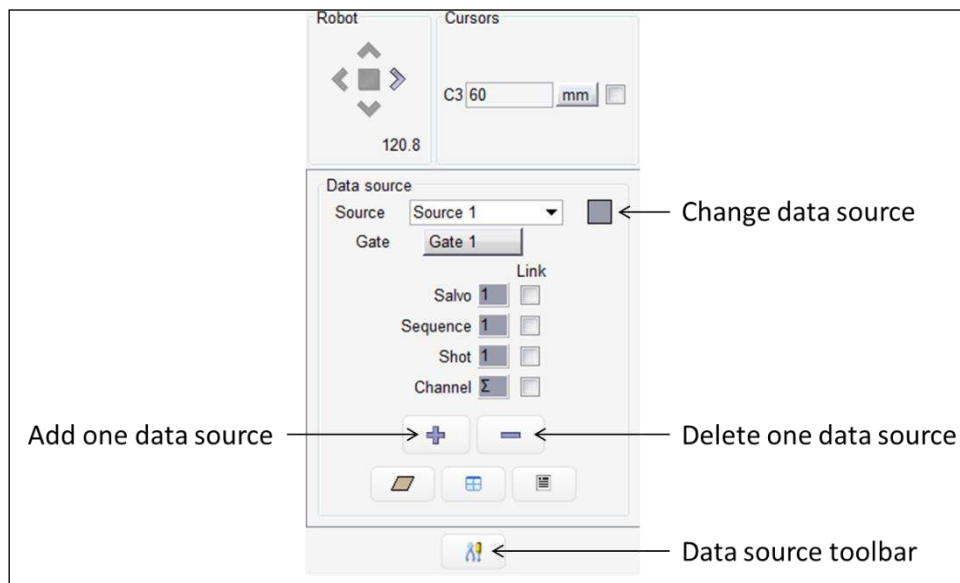 Robot
Cursors
C3 60 mm
120.8
Data source
Source Source 1
Change data source
Gate Gate 1
Link
Salvo 1
Sequence 1
Shot 1
Channel Σ
Add one data source
Delete one data source
Data source toolbar